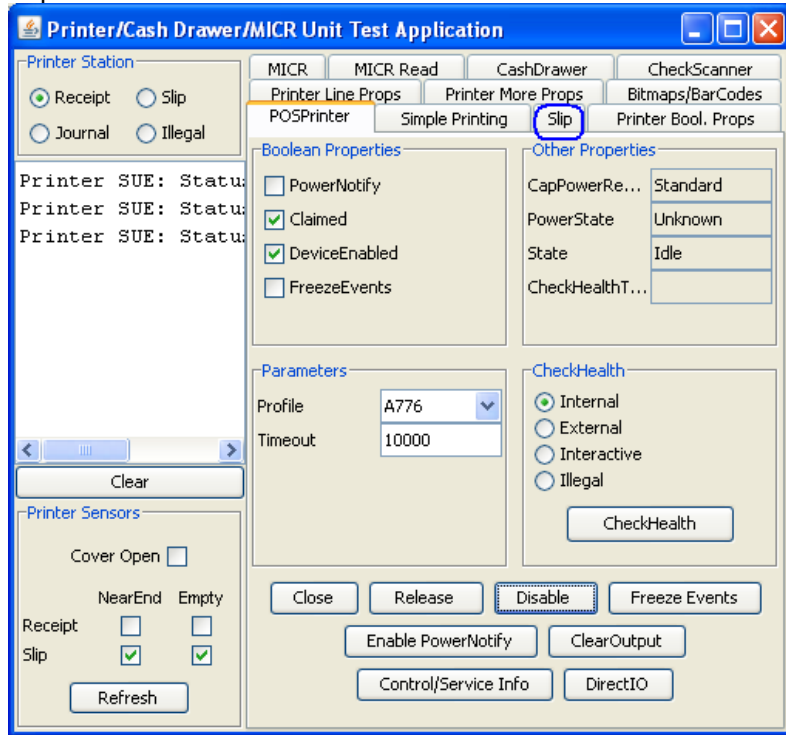 Printer/Cash Drawer/MICR Unit Test Application
Printer Station
Receipt Slip
Journal Illegal
Printer SUE: Statu
Printer SUE: Statu
Printer SUE: Statu
Clear
Printer Sensors
Cover Open
NearEnd Empty
Receipt
Slip
Refresh
MICR MICR Read CashDrawer CheckScanner
Printer Line Props Printer More Props Bitmaps/BarCodes
POSPrinter Simple Printing Slip Printer Bool. Props
Boolean Properties
PowerNotify
Claimed
DeviceEnabled
FreezeEvents
Other Properties
CapPowerRe... Standard
PowerState Unknown
State Idle
CheckHealthT...
Parameters
Profile A776
Timeout 10000
CheckHealth
Internal
External
Interactive
Illegal
CheckHealth
Close Release Disable Freeze Events
Enable PowerNotify ClearOutput
Control/Service Info DirectIO